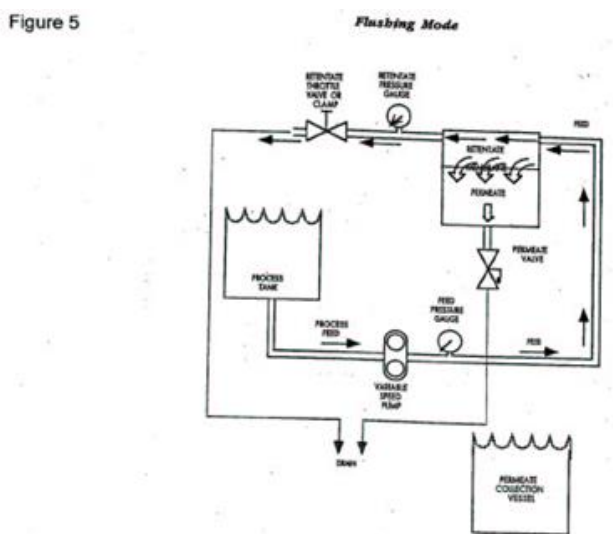 Figure 5
Flushing Mode
RETENTATE
THROTTLE
VALVE OR
CLAMP
RETENTATE
PRESSURE
GAUGE
FEED
RETENTATE
PERMEATE
PERMEATE
VALVE
PROCESS
TANK
PROCESS
FEED
FEED
PRESSURE
GAUGE
FEED
VARIABLE
SPEED
PUMP
DRAIN
PERMEATE
COLLECTION
VESSEL